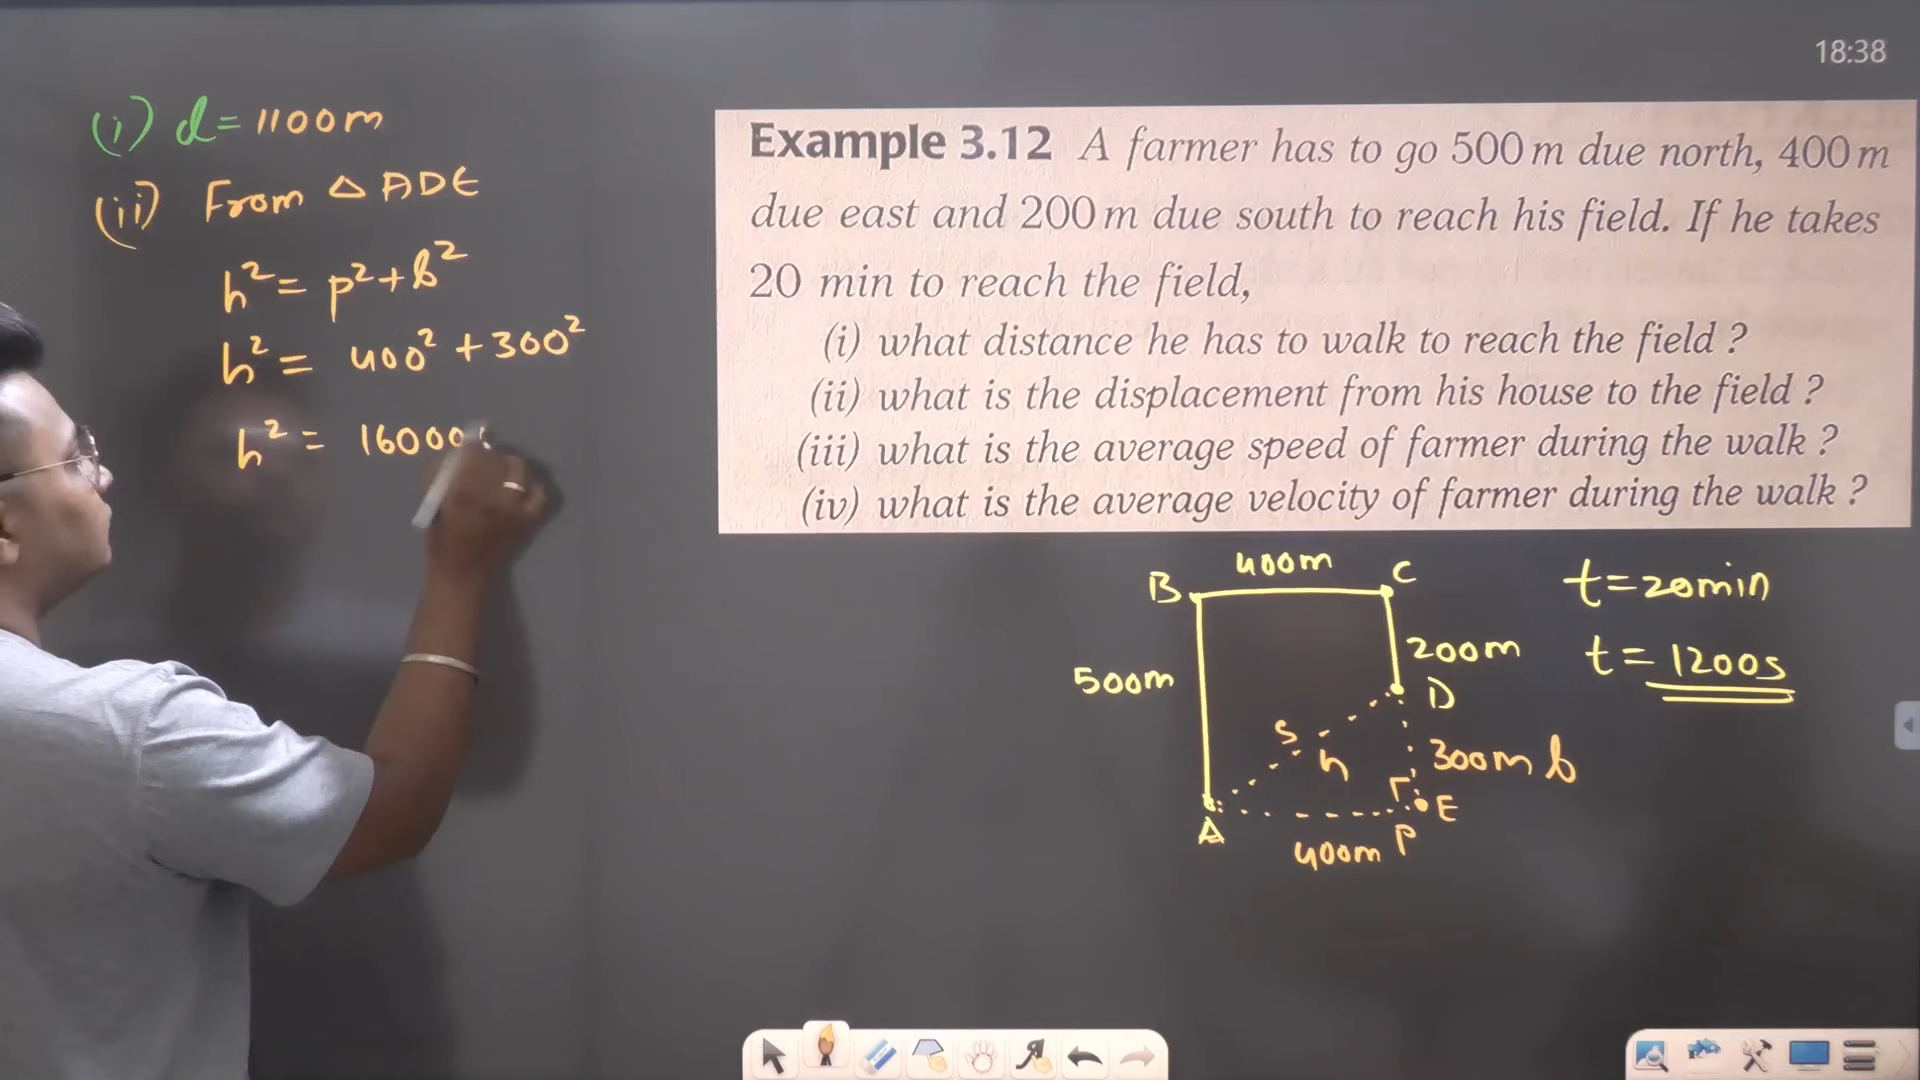 18:38
(i) d = 1100m
(ii) From △ ADE
h² = p² + b²
h² = 400² + 300²
h² = 16000
Example 3.12 A farmer has to go 500 m due north, 400 m
due east and 200 m due south to reach his field. If he takes
20 min to reach the field,
(i) what distance he has to walk to reach the field ?
(ii) what is the displacement from his house to the field ?
(iii) what is the average speed of farmer during the walk ?
(iv) what is the average velocity of farmer during the walk ?
B 400m C
500m
200m
D
S
h
300m b
E
A
400m P
t = 20min
t = 1200s